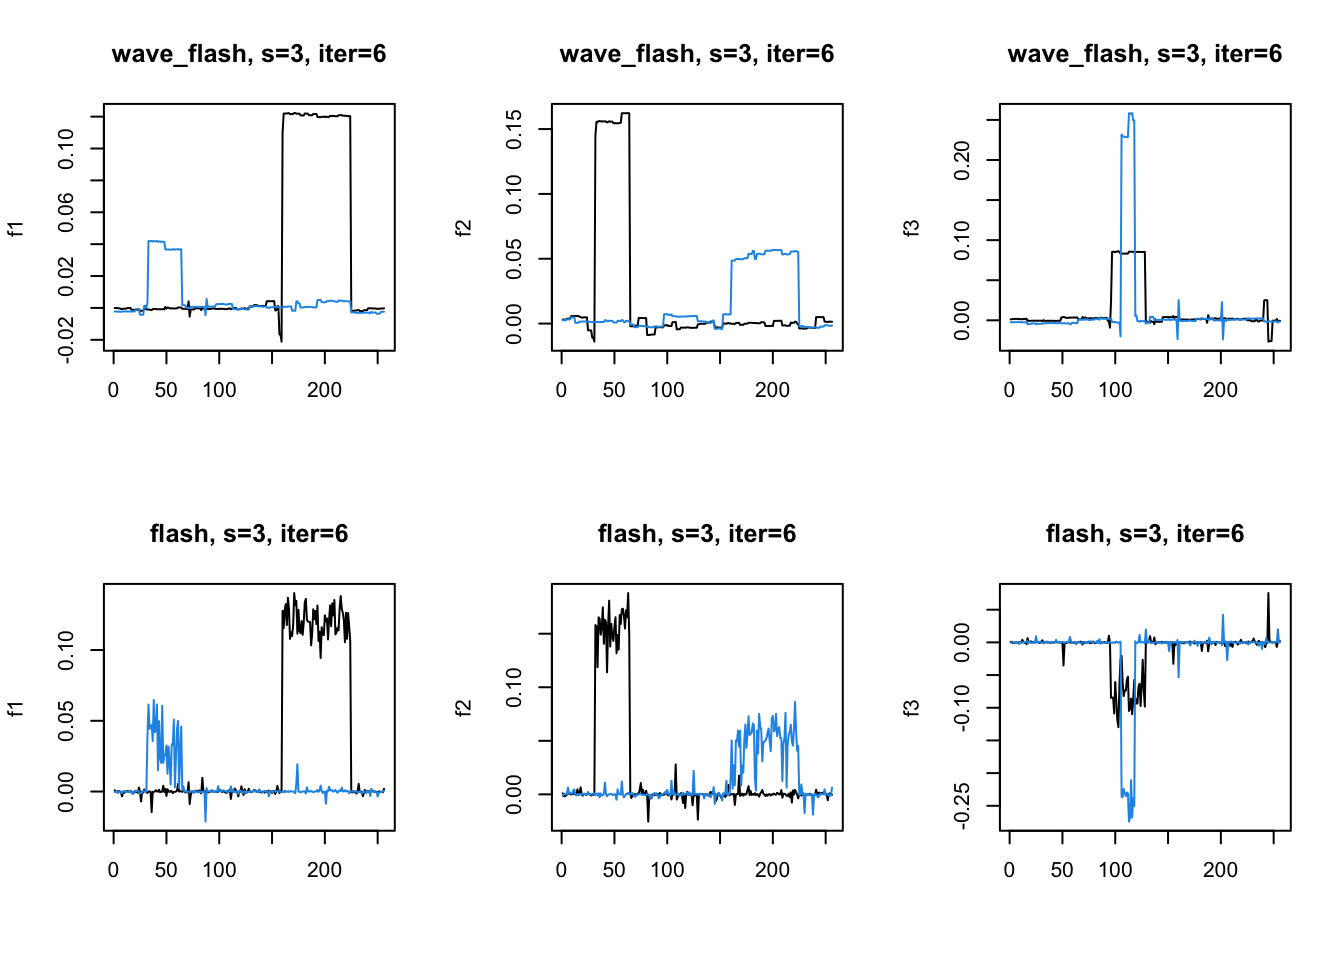 wave_flash, s=3, iter=6
f1
-0.02 0.02 0.06 0.10
0 50 100 200
wave_flash, s=3, iter=6
f2
0.00 0.05 0.10 0.15
0 50 100 200
wave_flash, s=3, iter=6
f3
0.00 0.10 0.20
0 50 100 200
flash, s=3, iter=6
f1
0.00 0.05 0.10
0 50 100 200
flash, s=3, iter=6
f2
0.00 0.10
0 50 100 200
flash, s=3, iter=6
f3
-0.25 -0.10 0.00
0 50 100 200